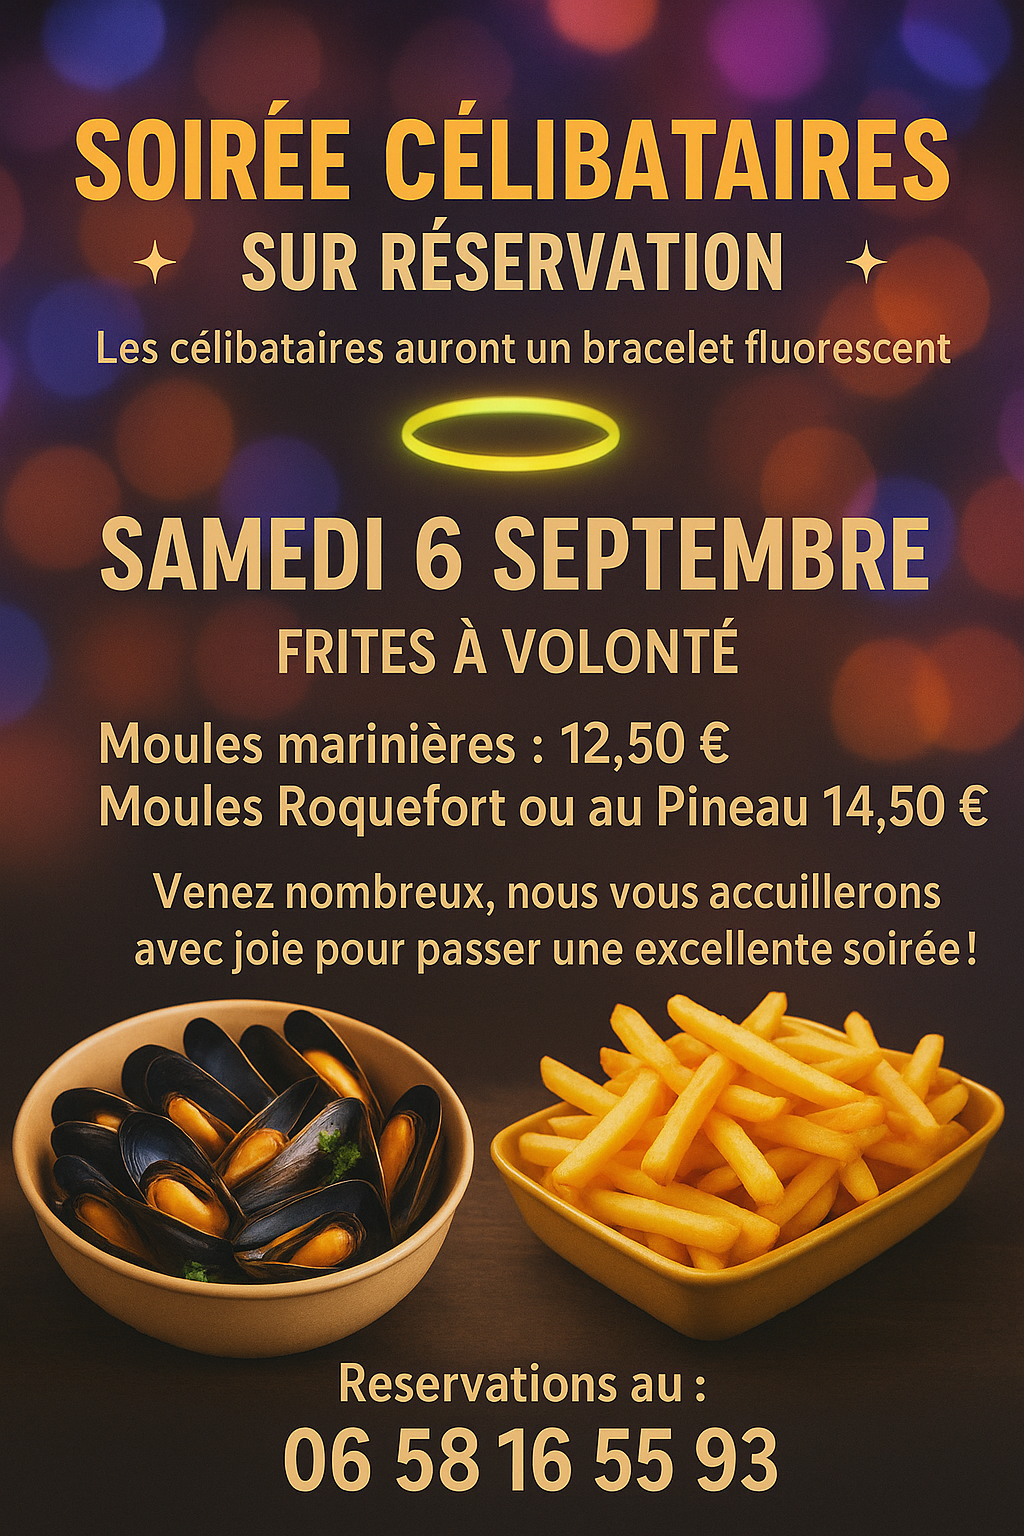 SOIRÉE CÉLIBATAIRES
SUR RÉSERVATION
Les célibataires auront un bracelet fluorescent
SAMEDI 6 SEPTEMBRE
FRITES À VOLONTÉ
Moules marinières : 12,50 €
Moules Roquefort ou au Pineau 14,50 €
Venez nombreux, nous vous accuillerons
avec joie pour passer une excellente soirée!
Reservations au :
06 58 16 55 93